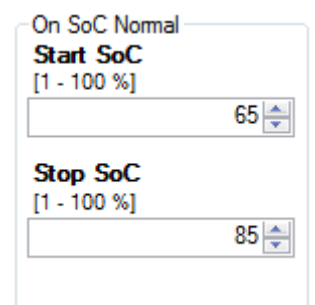 On SoC Normal
Start SoC
[1 - 100 %]
65
Stop SoC
[1 - 100 %]
85